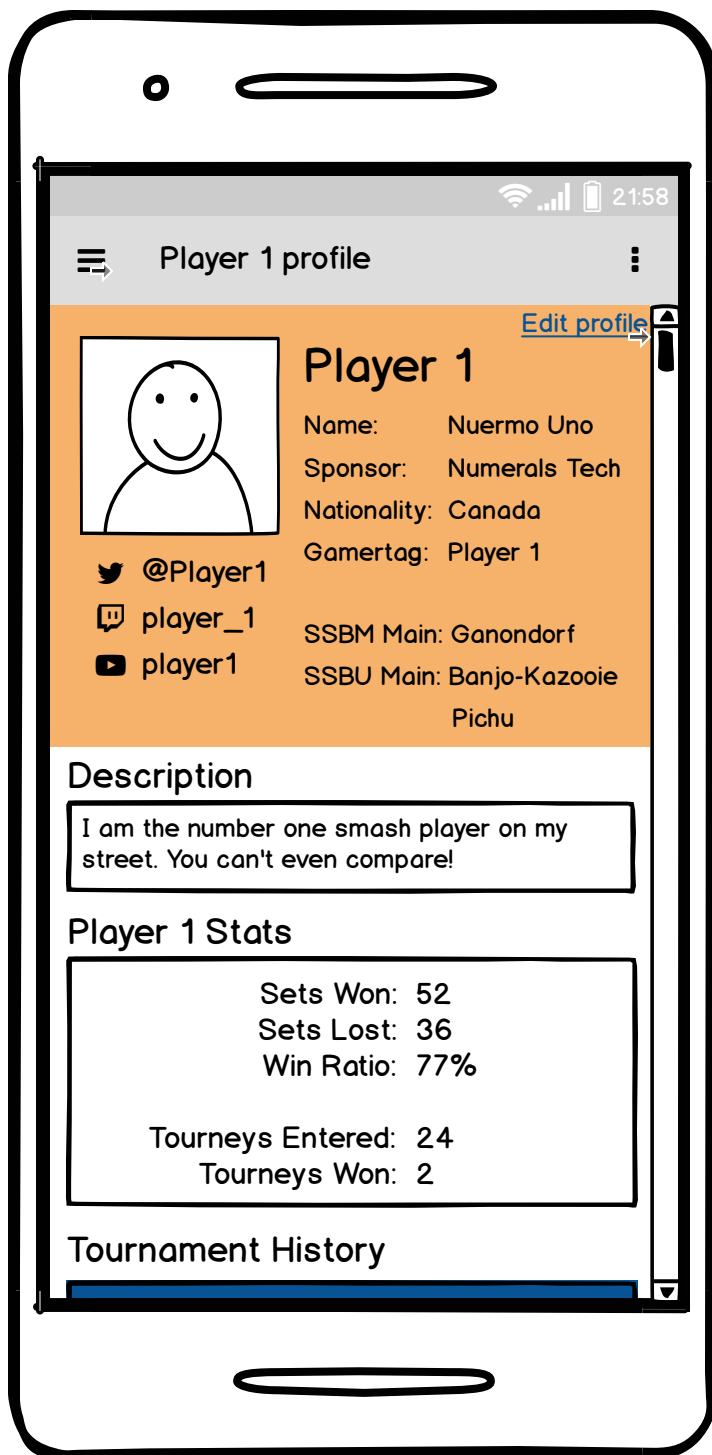 21:58
Player 1 profile
Edit profile
Player 1
Name: Nuermo Uno
Sponsor: Numerals Tech
Nationality: Canada
Gamertag: Player 1
@Player1
player_1
player1
SSBM Main: Ganondorf
SSBU Main: Banjo-Kazooie
Pichu
Description
I am the number one smash player on my
street. You can't even compare!
Player 1 Stats
Sets Won: 52
Sets Lost: 36
Win Ratio: 77%
Tourneys Entered: 24
Tourneys Won: 2
Tournament History